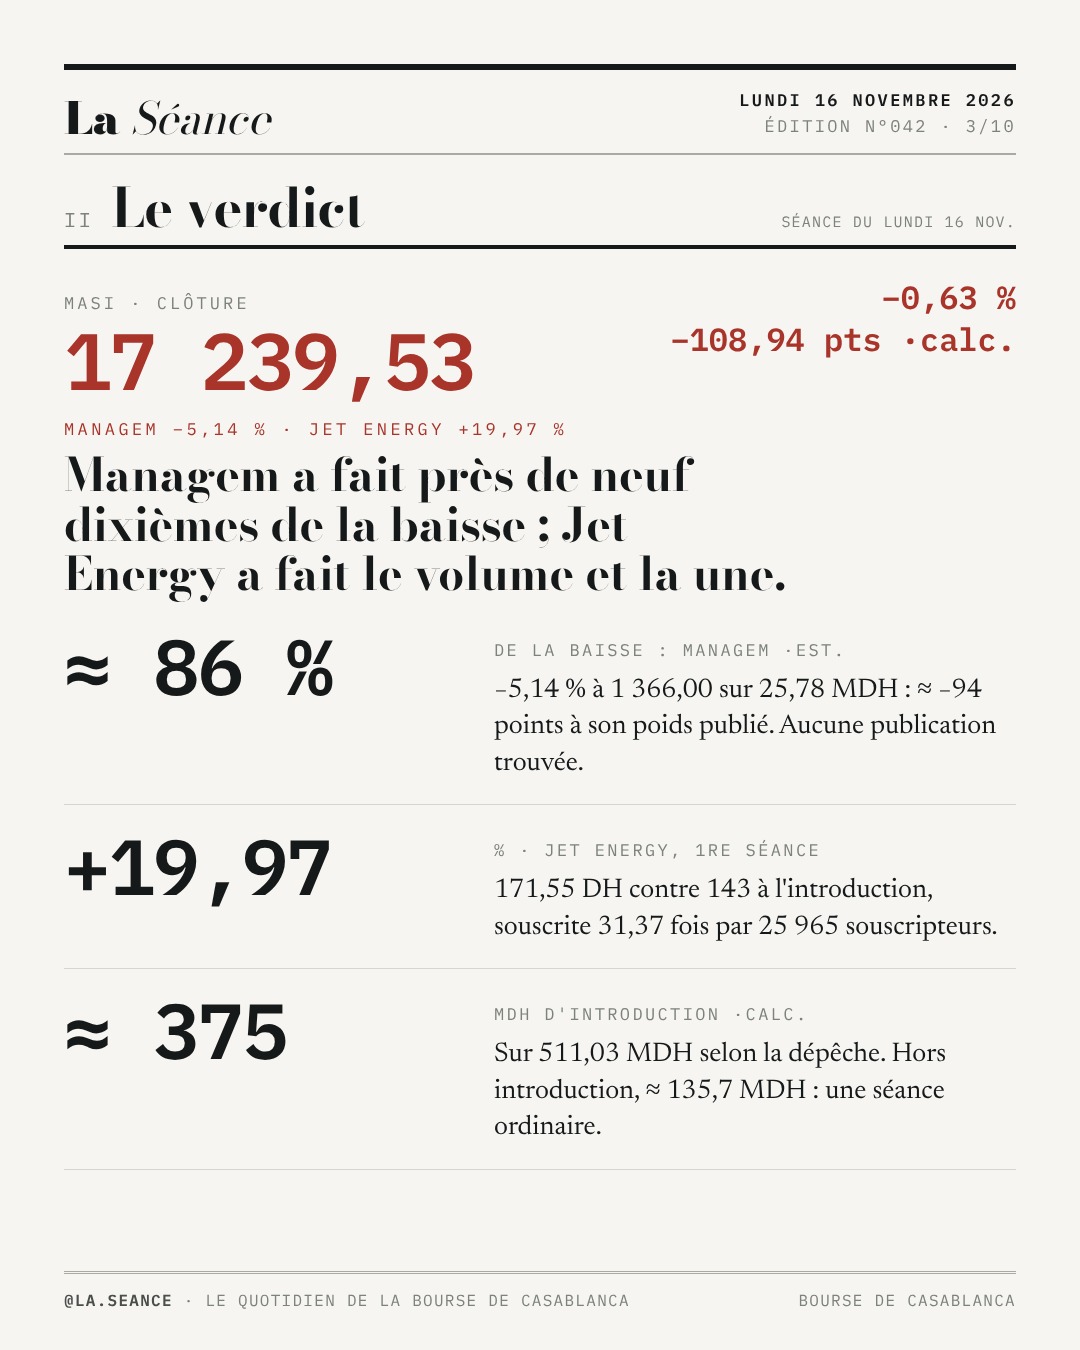 La Séance
LUNDI 16 NOVEMBRE 2026
ÉDITION N°042 · 3/10
II Le verdict
SÉANCE DU LUNDI 16 NOV.
MASI · CLÔTURE
17 239,53
−0,63 %
−108,94 pts ·calc.
MANAGEM −5,14 % · JET ENERGY +19,97 %
Managem a fait près de neuf
dixièmes de la baisse ; Jet
Energy a fait le volume et la une.
≈ 86 %
DE LA BAISSE : MANAGEM ·EST.
−5,14 % à 1 366,00 sur 25,78 MDH : ≈ −94
points à son poids publié. Aucune publication
trouvée.
+19,97
% · JET ENERGY, 1RE SÉANCE
171,55 DH contre 143 à l'introduction,
souscrite 31,37 fois par 25 965 souscripteurs.
≈ 375
MDH D'INTRODUCTION ·CALC.
Sur 511,03 MDH selon la dépêche. Hors
introduction, ≈ 135,7 MDH : une séance
ordinaire.
@LA.SEANCE · LE QUOTIDIEN DE LA BOURSE DE CASABLANCA
BOURSE DE CASABLANCA